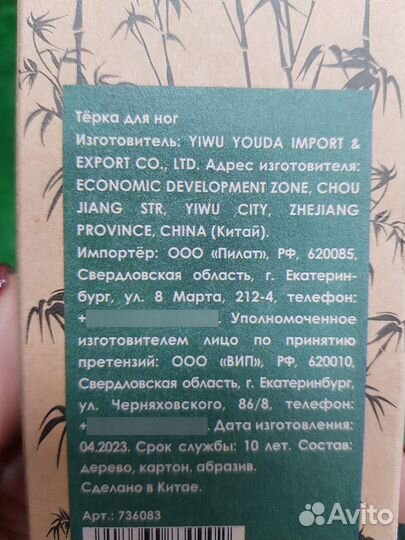 Тёрка для ног
Изготовитель: YIWU YOUDA IMPORT &
EXPORT CO., LTD. Адрес изготовителя:
ECONOMIC DEVELOPMENT ZONE, CHOU
JIANG STR, YIWU CITY, ZHEJIANG
PROVINCE, CHINA (Китай).
Импортёр: ООО «Пилат», РФ, 620085,
Свердловская область, г. Екатерин-
бург, ул. 8 Марта, 212-4, телефон:
+ . Уполномоченное
изготовителем лицо по принятию
претензий: ООО «ВИП», РФ, 620010,
Свердловская область, г. Екатеринбург,
ул. Черняховского, 86/8, телефон:
+ . Дата изготовления:
04.2023. Срок службы: 10 лет. Состав:
дерево, картон, абразив.
Сделано в Китае.
Арт.: 736083
Avito